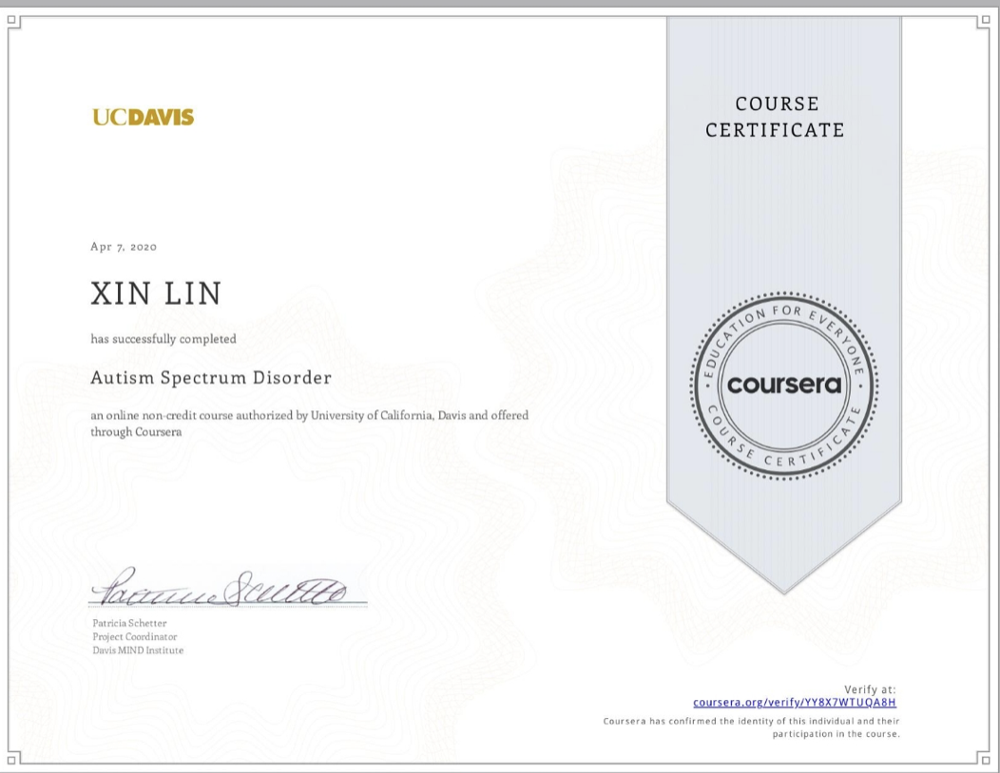 UCDAVIS
COURSE
CERTIFICATE
Apr 7, 2020
XIN LIN
has successfully completed
Autism Spectrum Disorder
an online non-credit course authorized by University of California, Davis and offered
through Coursera
EDUCATION FOR EVERYONE
coursera
COURSE CERTIFICATE
Patricia Schetter
Patricia Schetter
Project Coordinator
Davis MIND Institute
Verify at:
coursera.org/verify/YY8X7WTUQA8H
Coursera has confirmed the identity of this individual and their
participation in the course.